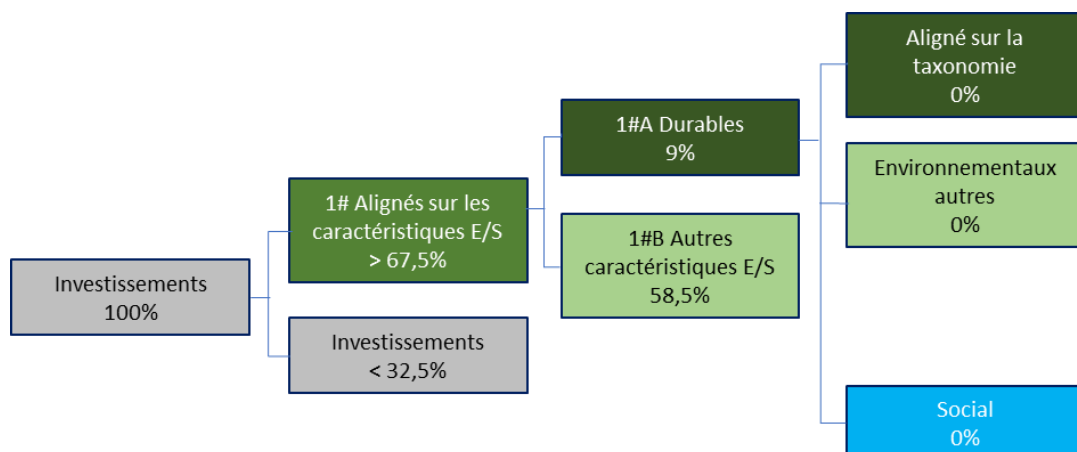 Investissements
100%
1# Alignés sur les
caractéristiques E/S
> 67,5%
Investissements
< 32,5%
1#A Durables
9%
1#B Autres
caractéristiques E/S
58,5%
Aligné sur la
taxonomie
0%
Environnementaux
autres
0%
Social
0%